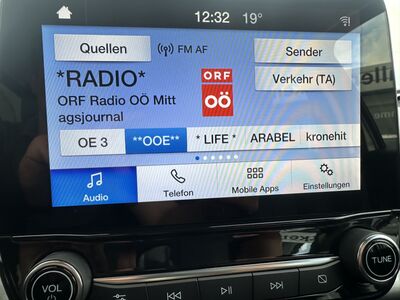 12:32 19°
Quellen FM AF Sender
*RADIO* ORF Verkehr (TA)
ORF Radio OÖ Mitt OÖ
agsjournal
OE 3 **OOE** * LIFE * ARABEL kronehit
Audio Telefon Mobile Apps Einstellungen
VOL TUNE